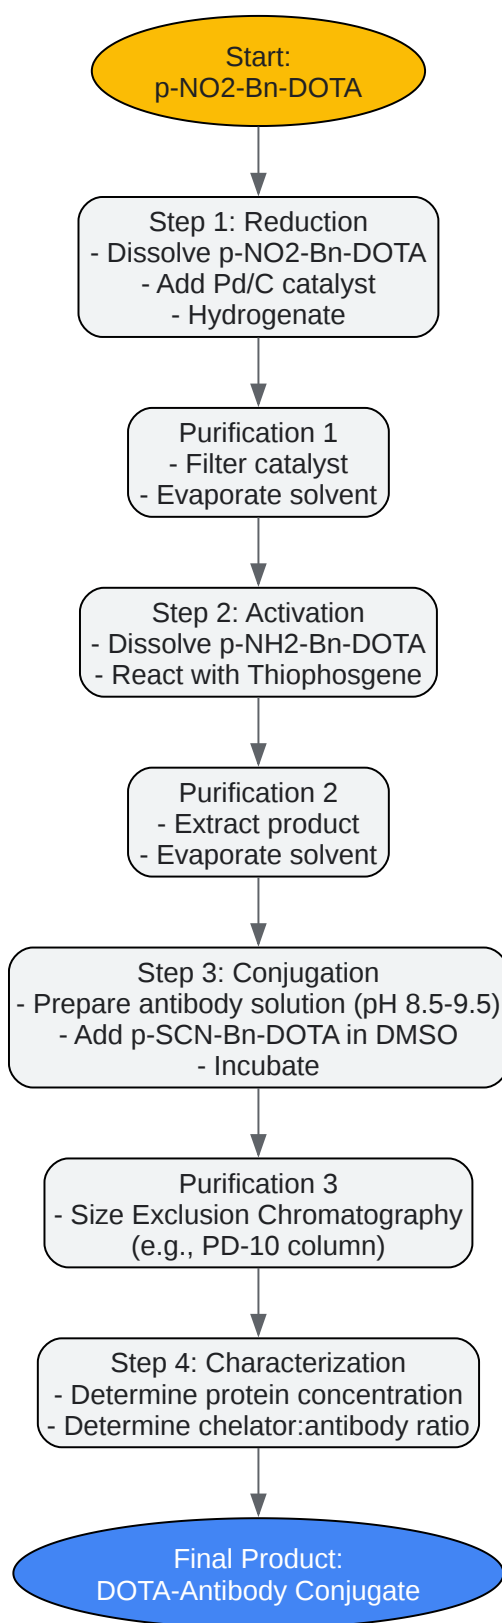 Start:
p-NO2-Bn-DOTA
Step 1: Reduction
- Dissolve p-NO2-Bn-DOTA
- Add Pd/C catalyst
- Hydrogenate
Purification 1
- Filter catalyst
- Evaporate solvent
Step 2: Activation
- Dissolve p-NH2-Bn-DOTA
- React with Thiophosgene
Purification 2
- Extract product
- Evaporate solvent
Step 3: Conjugation
- Prepare antibody solution (pH 8.5-9.5)
- Add p-SCN-Bn-DOTA in DMSO
- Incubate
Purification 3
- Size Exclusion Chromatography
(e.g., PD-10 column)
Step 4: Characterization
- Determine protein concentration
- Determine chelator:antibody ratio
Final Product:
DOTA-Antibody Conjugate